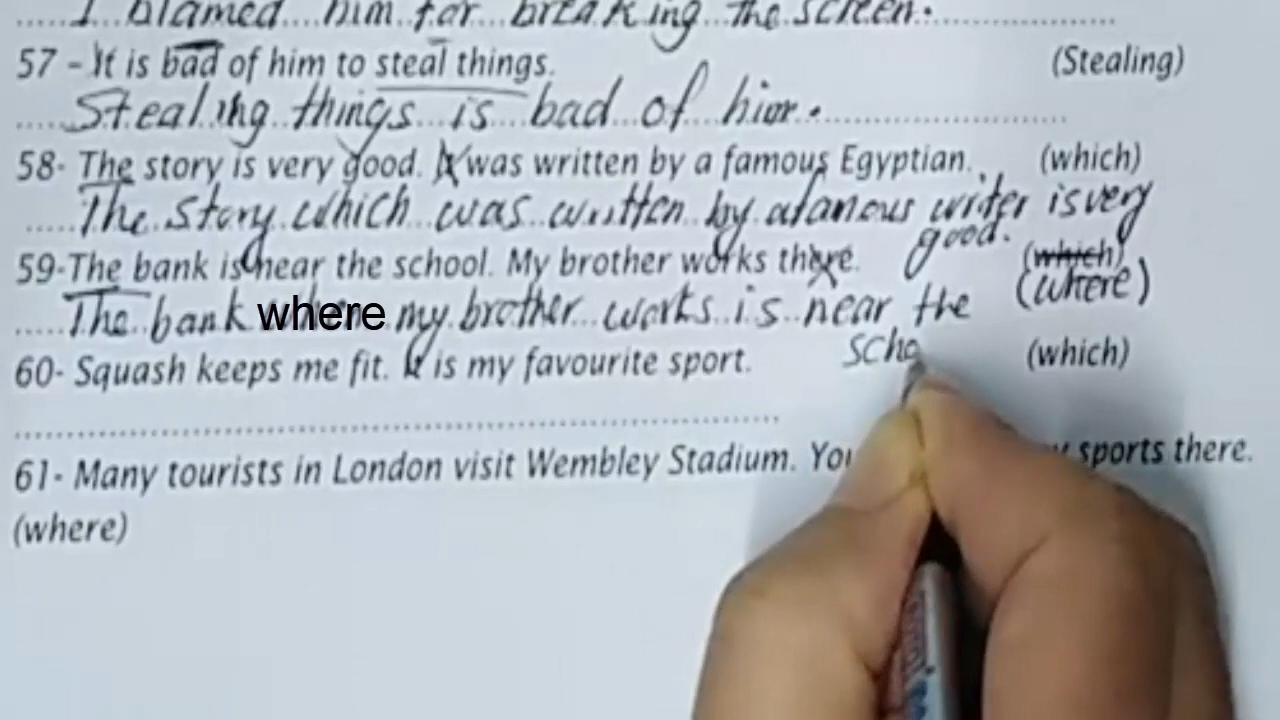 I blamed him for breaking the screen.
57 - It is bad of him to steal things. (Stealing)
Stealing things is bad of him.
58- The story is very good. It was written by a famous Egyptian. (which)
The story which was written by a famous writer is very
good.
59-The bank is near the school. My brother works there. (which)
(where)
The bank where my brother works is near the
scho
60- Squash keeps me fit. It is my favourite sport. (which)
61- Many tourists in London visit Wembley Stadium. You sports there.
(where)